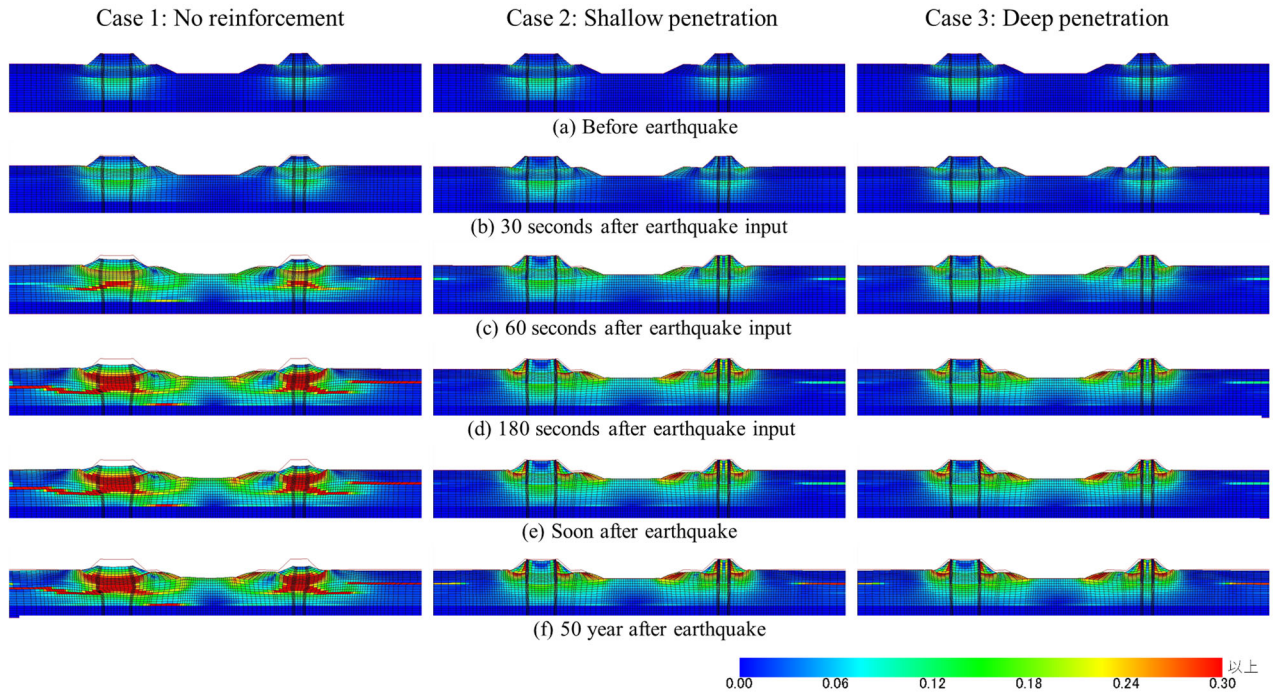 Case 1: No reinforcement
Case 2: Shallow penetration
Case 3: Deep penetration
(a) Before earthquake
(b) 30 seconds after earthquake input
(c) 60 seconds after earthquake input
(d) 180 seconds after earthquake input
(e) Soon after earthquake
(f) 50 year after earthquake
以上
0.00 0.06 0.12 0.18 0.24 0.30